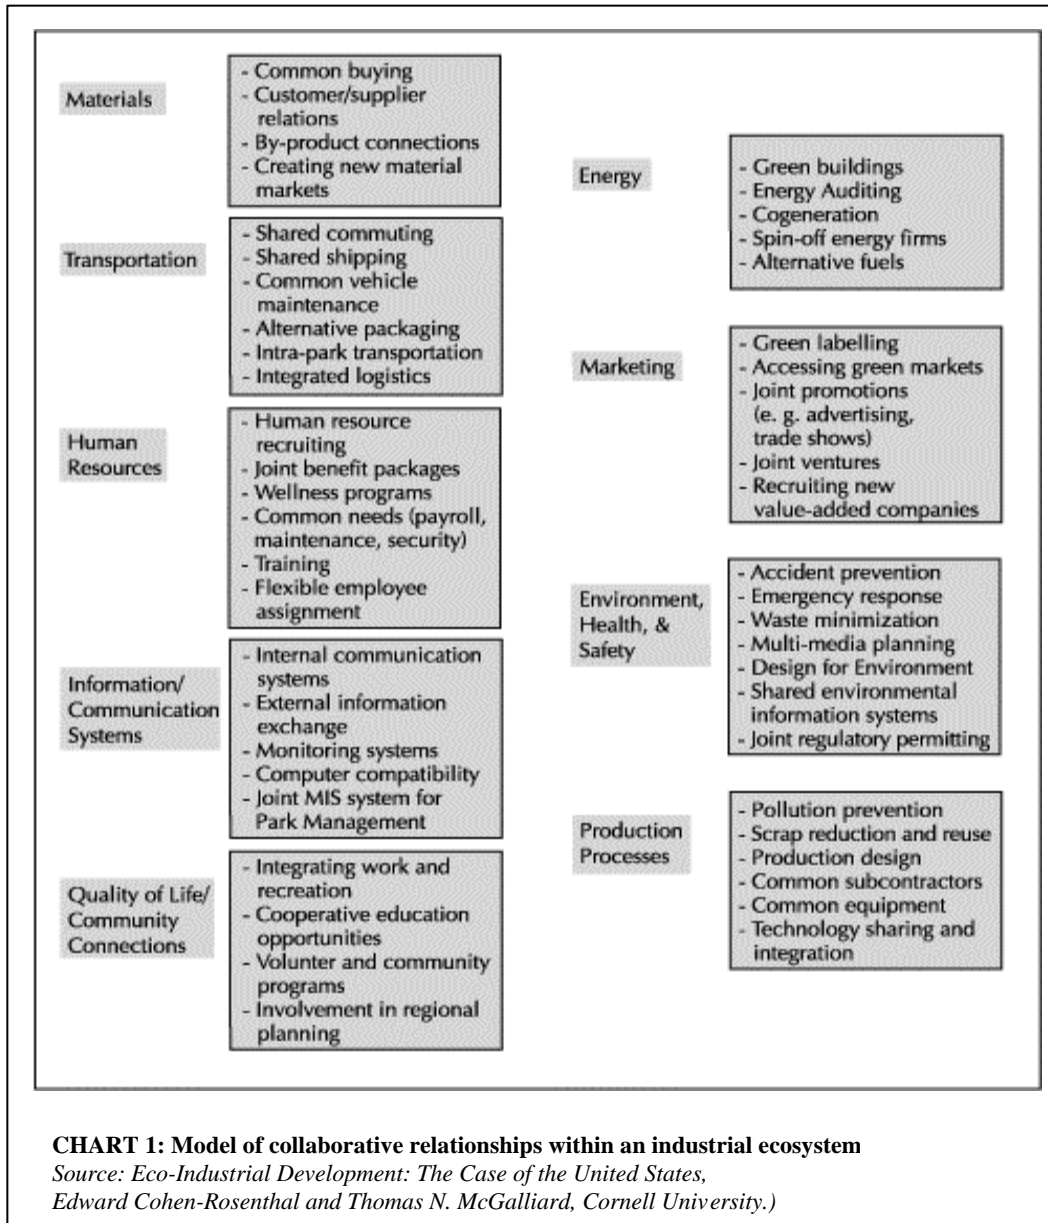 Materials
- Common buying
- Customer/supplier
relations
- By-product connections
- Creating new material
markets
Transportation
- Shared commuting
- Shared shipping
- Common vehicle
maintenance
- Alternative packaging
- Intra-park transportation
- Integrated logistics
Human
Resources
- Human resource
recruiting
- Joint benefit packages
- Wellness programs
- Common needs (payroll,
maintenance, security)
- Training
- Flexible employee
assignment
Information/
Communication
Systems
- Internal communication
systems
- External information
exchange
- Monitoring systems
- Computer compatibility
- Joint MIS system for
Park Management
Quality of Life/
Community
Connections
- Integrating work and
recreation
- Cooperative education
opportunities
- Volunter and community
programs
- Involvement in regional
planning
Energy
- Green buildings
- Energy Auditing
- Cogeneration
- Spin-off energy firms
- Alternative fuels
Marketing
- Green labelling
- Accessing green markets
- Joint promotions
(e. g. advertising,
trade shows)
- Joint ventures
- Recruiting new
value-added companies
Environment,
Health, &
Safety
- Accident prevention
- Emergency response
- Waste minimization
- Multi-media planning
- Design for Environment
- Shared environmental
information systems
- Joint regulatory permitting
Production
Processes
- Pollution prevention
- Scrap reduction and reuse
- Production design
- Common subcontractors
- Common equipment
- Technology sharing and
integration
CHART 1: Model of collaborative relationships within an industrial ecosystem
Source: Eco-Industrial Development: The Case of the United States,
Edward Cohen-Rosenthal and Thomas N. McGalliard, Cornell University.)